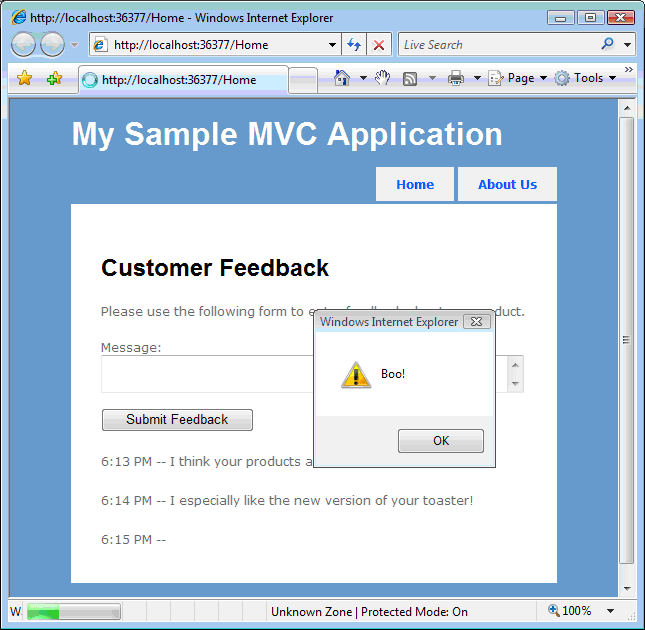 http://localhost:36377/Home - Windows Internet Explorer
http://localhost:36377/Home
Live Search
http://localhost:36377/Home
Page
Tools
My Sample MVC Application
Home
About Us
Customer Feedback
Please use the following form to
product.
Message:
Windows Internet Explorer
Boo!
OK
Submit Feedback
6:13 PM -- I think your products
6:14 PM -- I especially like the new version of your toaster!
6:15 PM --
Unknown Zone | Protected Mode: On
100%